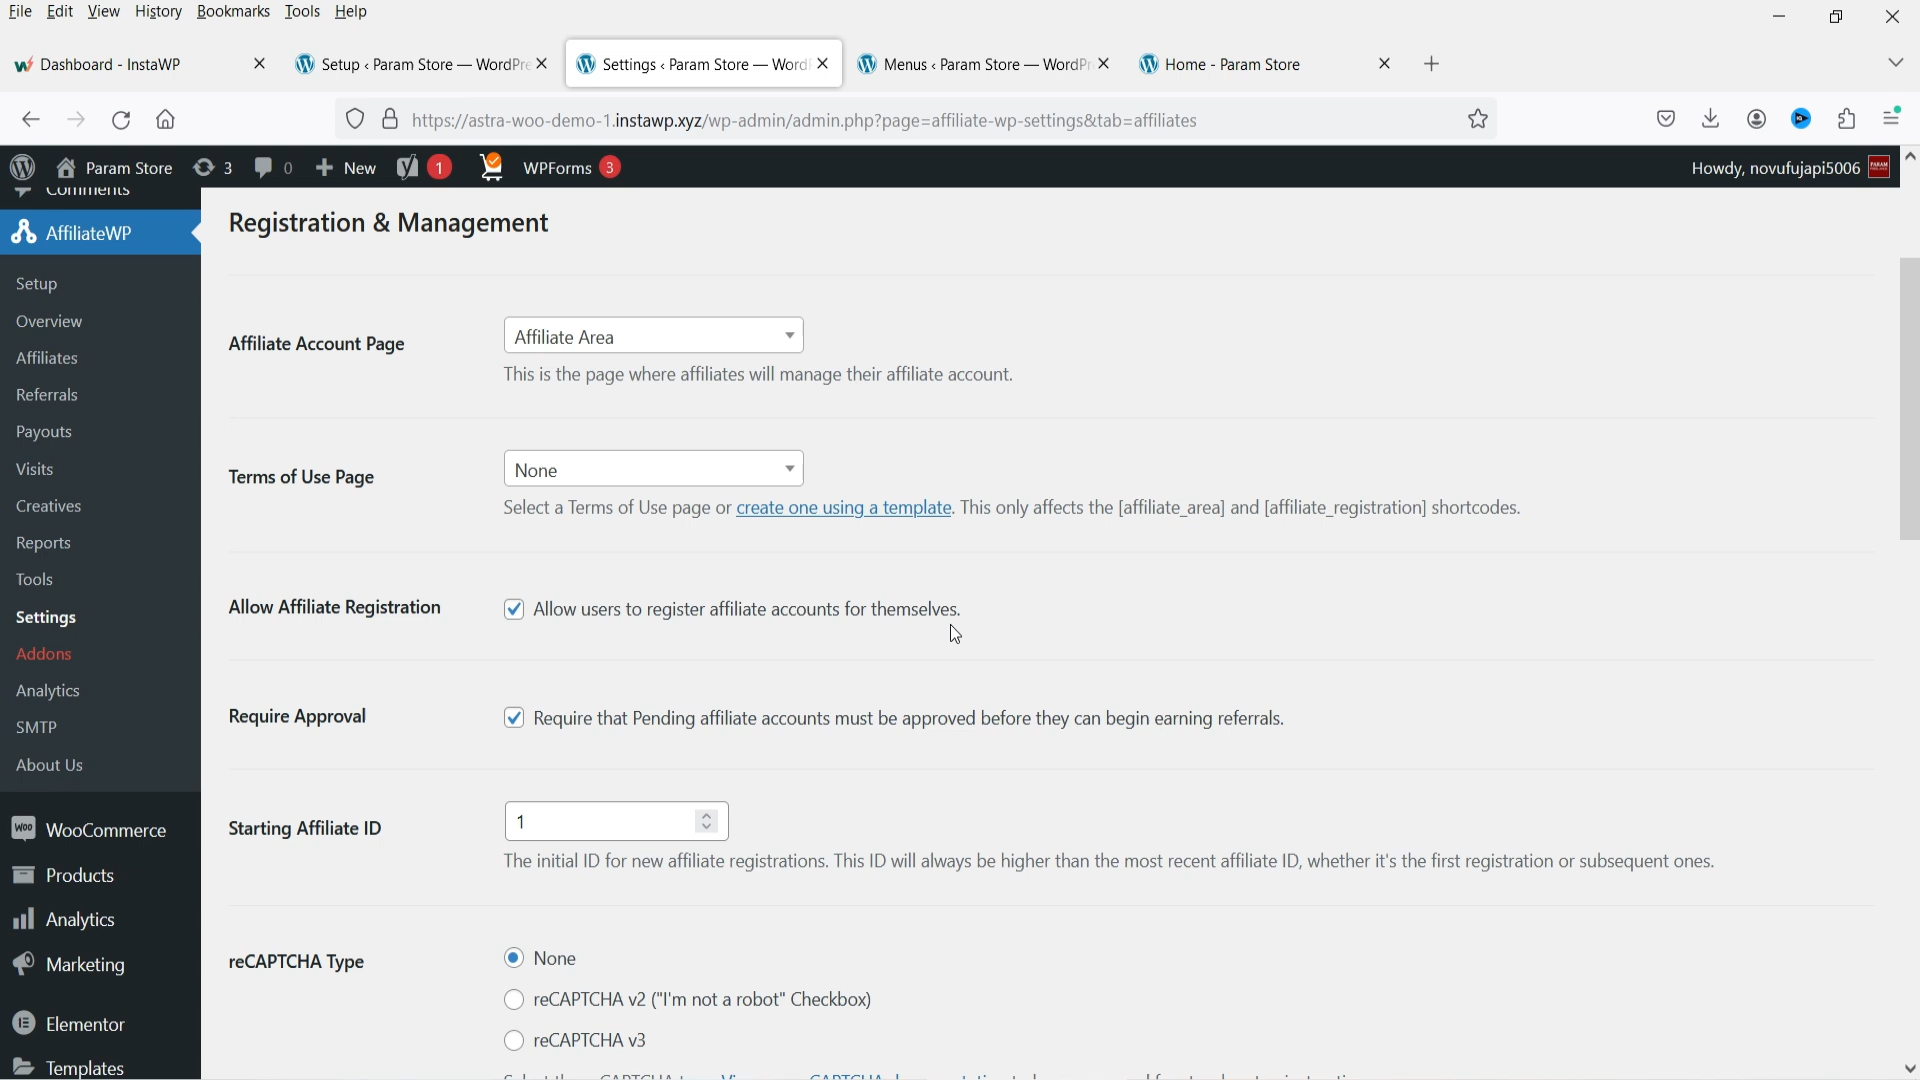 File Edit View History Bookmarks Tools Help
Dashboard - InstaWP
Setup ‹ Param Store — WordPre
Settings ‹ Param Store — Word
Menus ‹ Param Store — WordPr
Home - Param Store
https://astra-woo-demo-1.instawp.xyz/wp-admin/admin.php?page=affiliate-wp-settings&tab=affiliates
Param Store 3 0 New 1 WPForms 3 Howdy, novufujapi5006
Comments
AffiliateWP
Setup
Overview
Affiliates
Referrals
Payouts
Visits
Creatives
Reports
Tools
Settings
Addons
Analytics
SMTP
About Us
WooCommerce
Products
Analytics
Marketing
Elementor
Templates
Registration & Management
Affiliate Account Page
Affiliate Area
This is the page where affiliates will manage their affiliate account.
Terms of Use Page
None
Select a Terms of Use page or create one using a template. This only affects the [affiliate_area] and [affiliate_registration] shortcodes.
Allow Affiliate Registration
Allow users to register affiliate accounts for themselves.
Require Approval
Require that Pending affiliate accounts must be approved before they can begin earning referrals.
Starting Affiliate ID
1
The initial ID for new affiliate registrations. This ID will always be higher than the most recent affiliate ID, whether it's the first registration or subsequent ones.
reCAPTCHA Type
None
reCAPTCHA v2 ("I'm not a robot" Checkbox)
reCAPTCHA v3